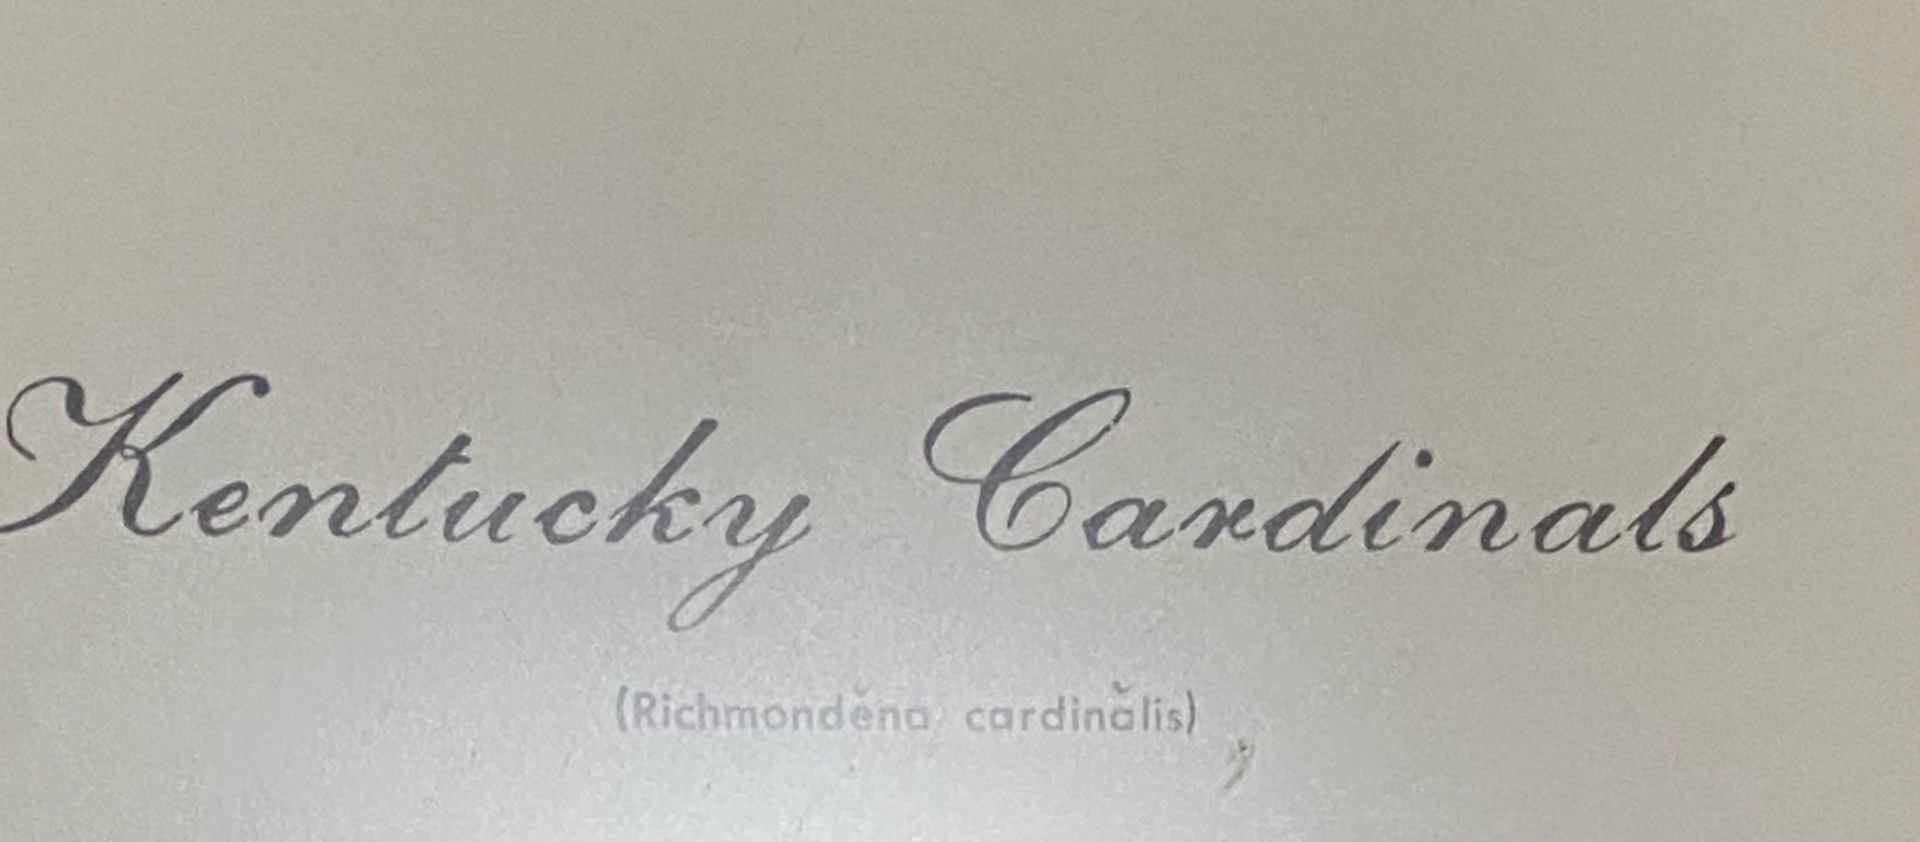 Kentucky Cardinals
(Richmondĕna cardinălis)